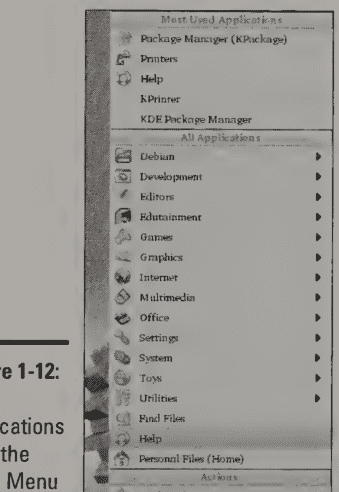 Most Used Applications
Package Manager (KPackage)
Printers
Help
KPrinter
KDE Package Manager
All Applications
Debian
Development
Editors
Edutainment
Games
Graphics
Internet
Multimedia
Office
Settings
System
Toys
Utilities
Find Files
Help
Personal Files (Home)
Actions
re 1-12:
cations
the
Menu